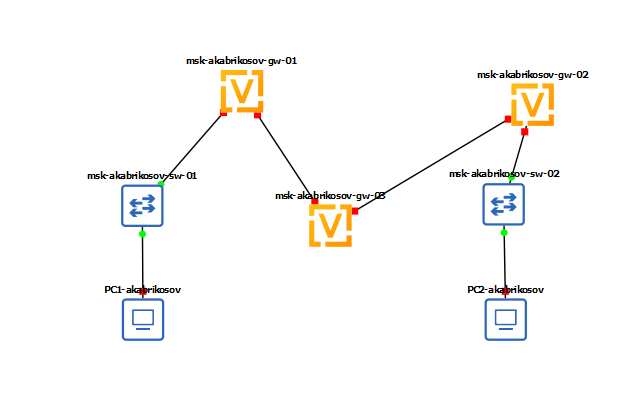 msk-akabrikosov-gw-01
msk-akabrikosov-gw-02
msk-akabrikosov-sw-01
msk-akabrikosov-sw-02
msk-akabrikosov-gw-03
PC1-akabrikosov
PC2-akabrikosov